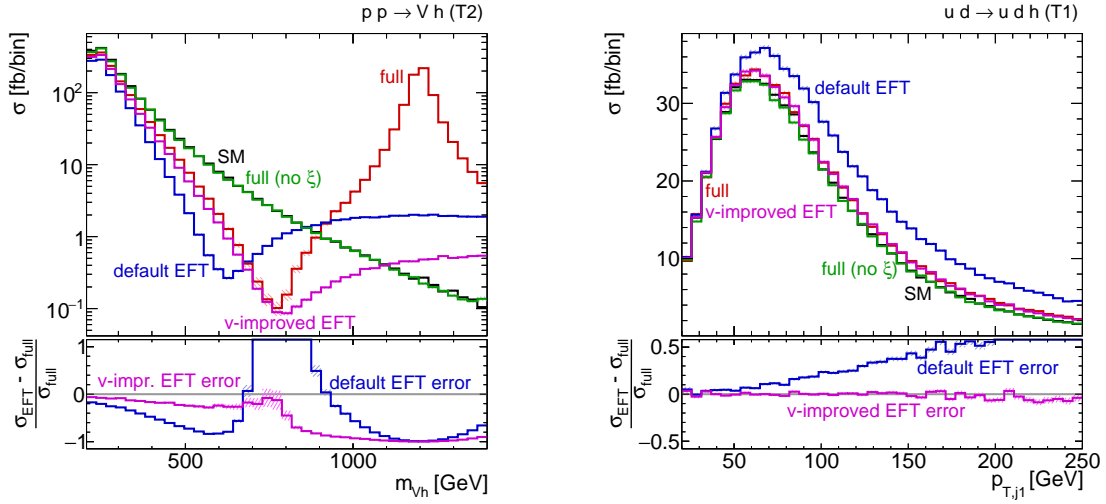 p p → V h (T2)
σ [fb/bin]
10²
10
1
10⁻¹
full
SM
full (no ξ)
default EFT
v-improved EFT
σ_EFT - σ_full
σ_full
1
0
−1
v-impr. EFT error
default EFT error
500
1000
m_Vh [GeV]
u d → u d h (T1)
σ [fb/bin]
30
20
10
default EFT
full
v-improved EFT
full (no ξ)
SM
σ_EFT - σ_full
σ_full
0.5
0
−0.5
default EFT error
v-improved EFT error
50
100
150
200
250
p_T,j1 [GeV]